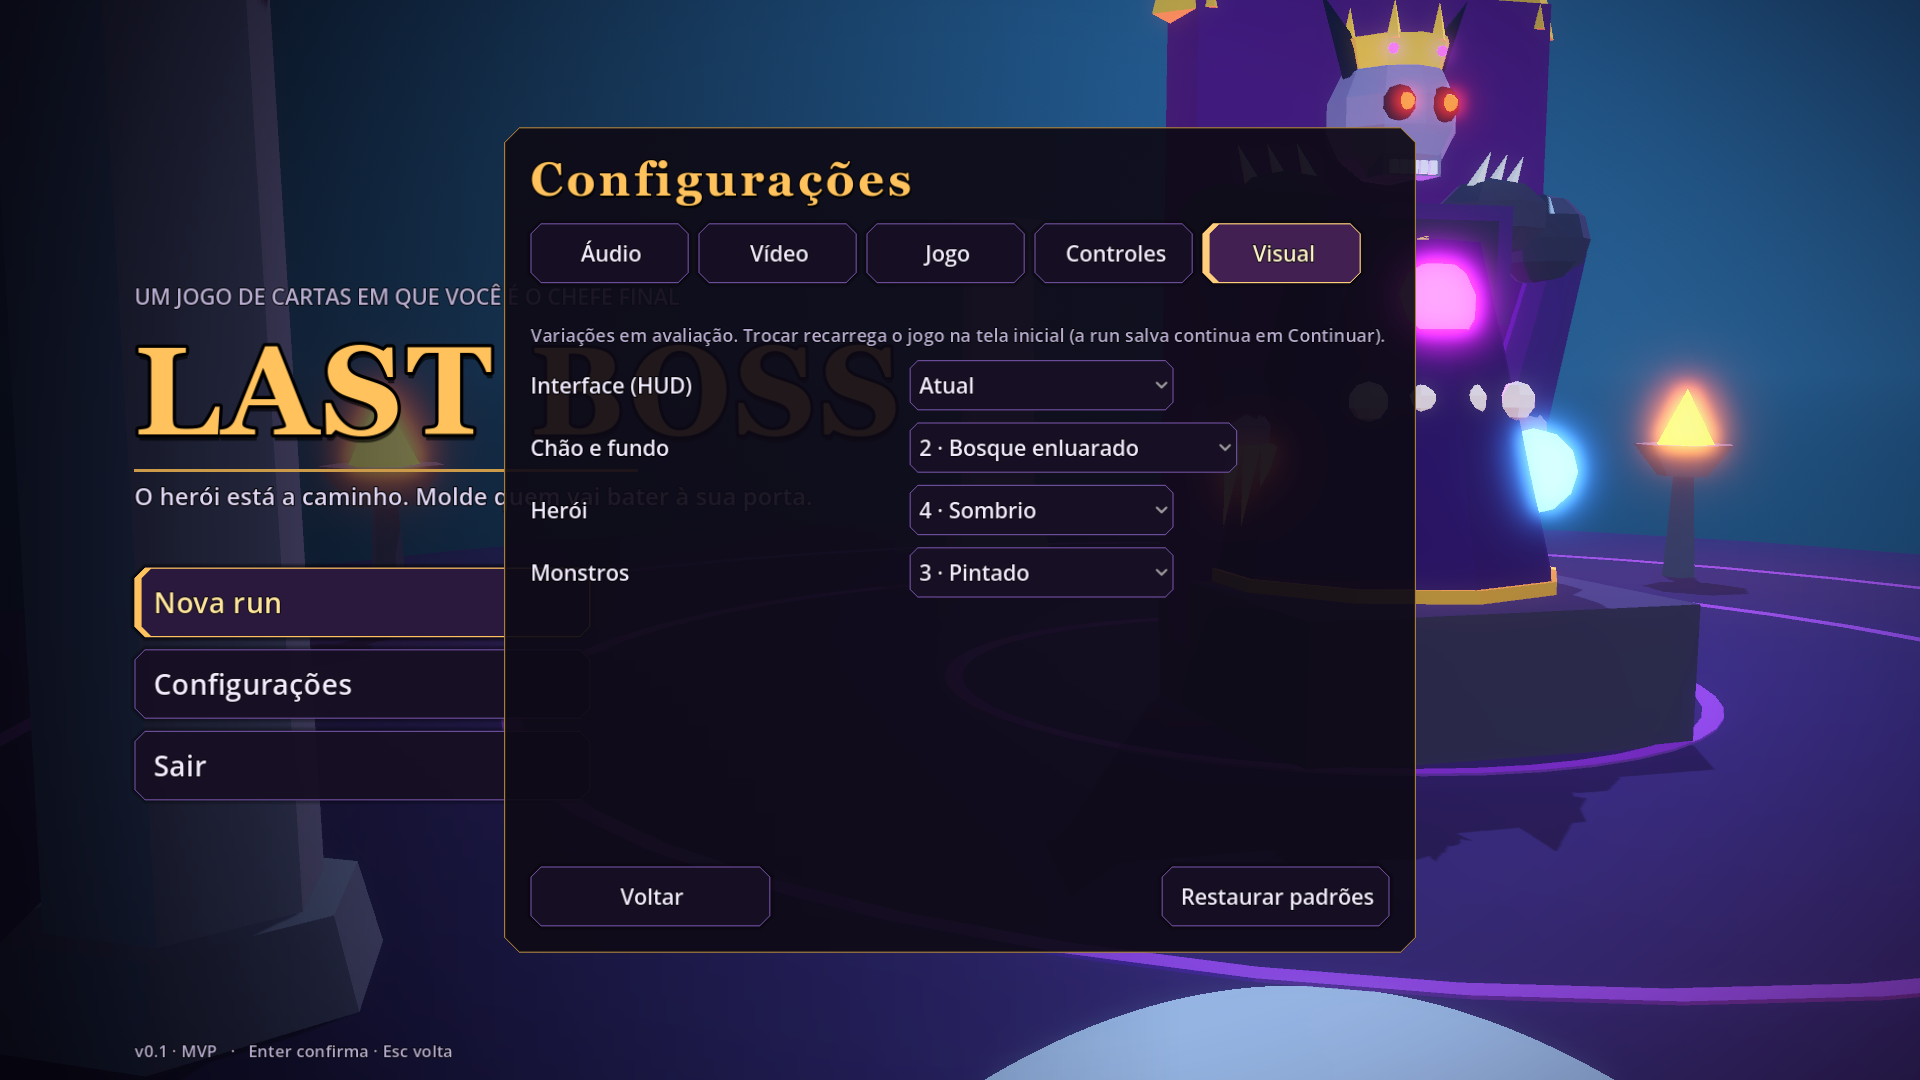 Configurações
Áudio
Vídeo
Jogo
Controles
Visual
UM JOGO DE CARTAS EM QUE VOCÊ É O CHEFE FINAL
LAST BOSS
O herói está a caminho. Molde quem vai bater à sua porta.
Variações em avaliação. Trocar recarrega o jogo na tela inicial (a run salva continua em Continuar).
Interface (HUD)
Atual
Chão e fundo
2 · Bosque enluarado
Herói
4 · Sombrio
Monstros
3 · Pintado
Nova run
Configurações
Sair
Voltar
Restaurar padrões
v0.1 · MVP · Enter confirma · Esc volta